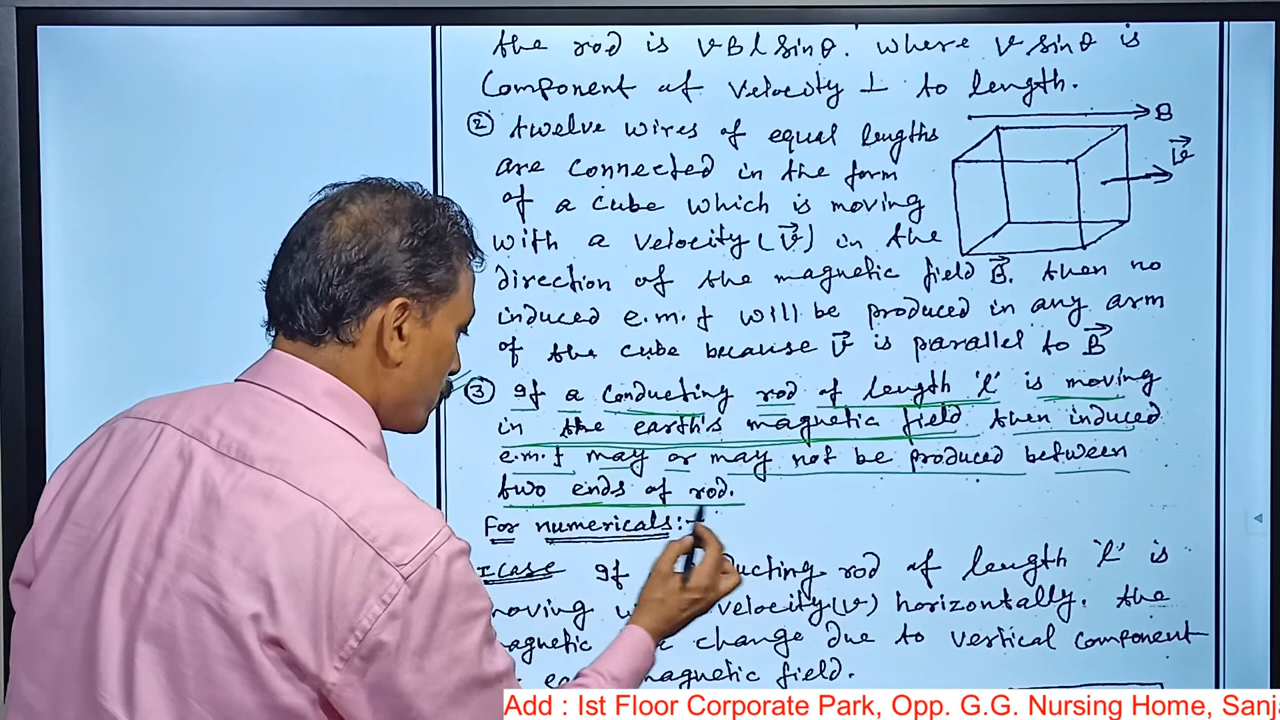 the rod is vBl sinθ. where v sinθ is
Component of velocity ⊥ to length.
② twelve wires of equal lengths
are connected in the form
of a cube which is moving
with a velocity (v⃗) in the
direction of the magnetic field B⃗. then no
induced e.m.f will be produced in any arm
of the cube because v⃗ is parallel to B⃗
B
v⃗
③ If a conducting rod of length 'l' is moving
in the earth's magnetic field then induced
e.m.f may or may not be produced between
two ends of rod.
For numericals:-
I case If ducting rod of length 'l' is
moving velocity (v) horizontally. the
magnetic change due to vertical component
magnetic field.
Add : Ist Floor Corporate Park, Opp. G.G. Nursing Home, Sanj